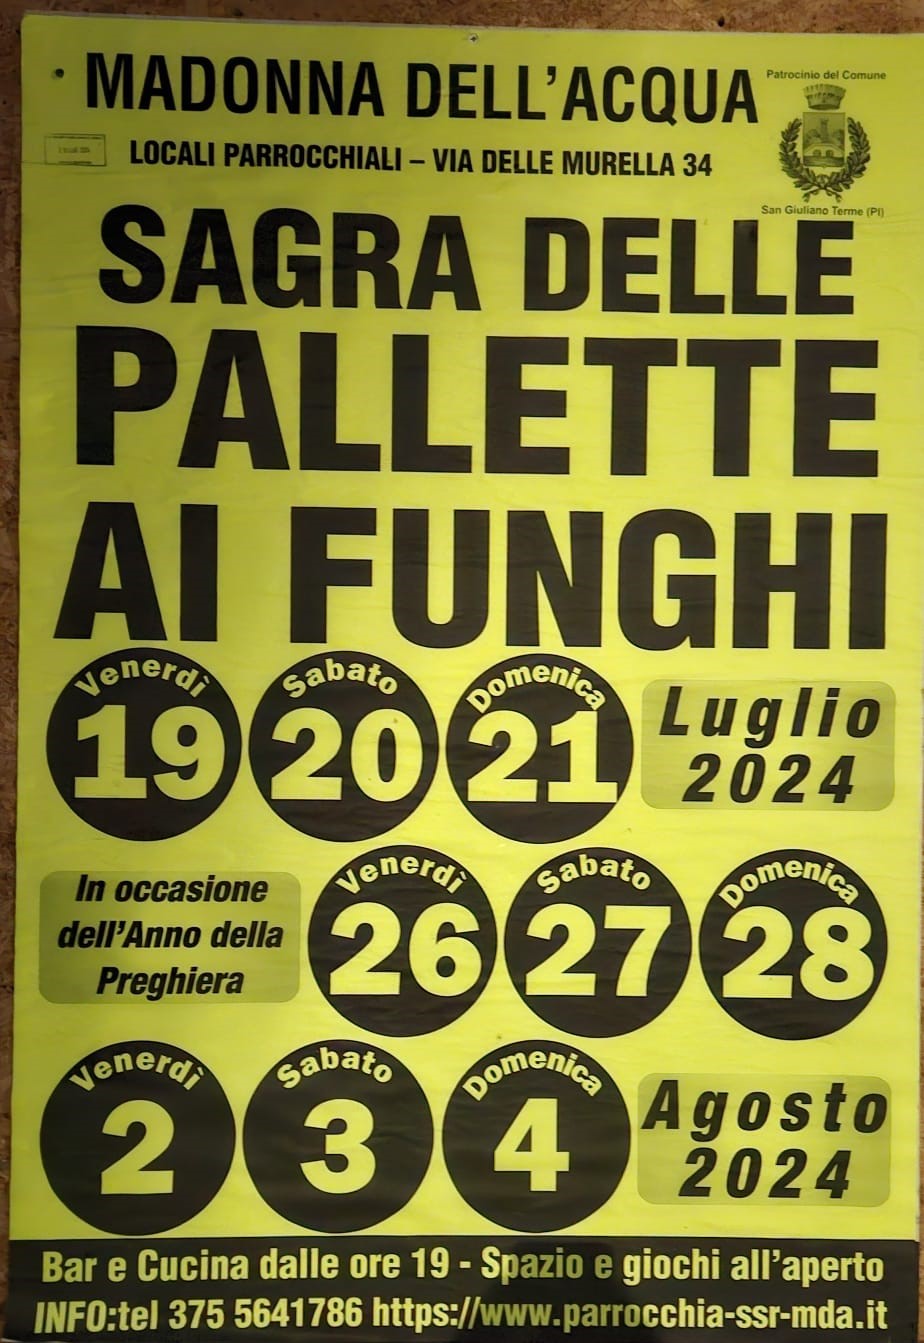 MADONNA DELL'ACQUA
Patrocinio del Comune
LOCALI PARROCCHIALI – VIA DELLE MURELLA 34
San Giuliano Terme (PI)
SAGRA DELLE
PALLETTE
AI FUNGHI
Venerdì Sabato Domenica
19 20 21
Luglio
2024
In occasione
dell'Anno della
Preghiera
Venerdì Sabato Domenica
26 27 28
Venerdì Sabato Domenica
2 3 4
Agosto
2024
Bar e Cucina dalle ore 19 - Spazio e giochi all'aperto
INFO:tel 375 5641786 https://www.parrocchia-ssr-mda.it